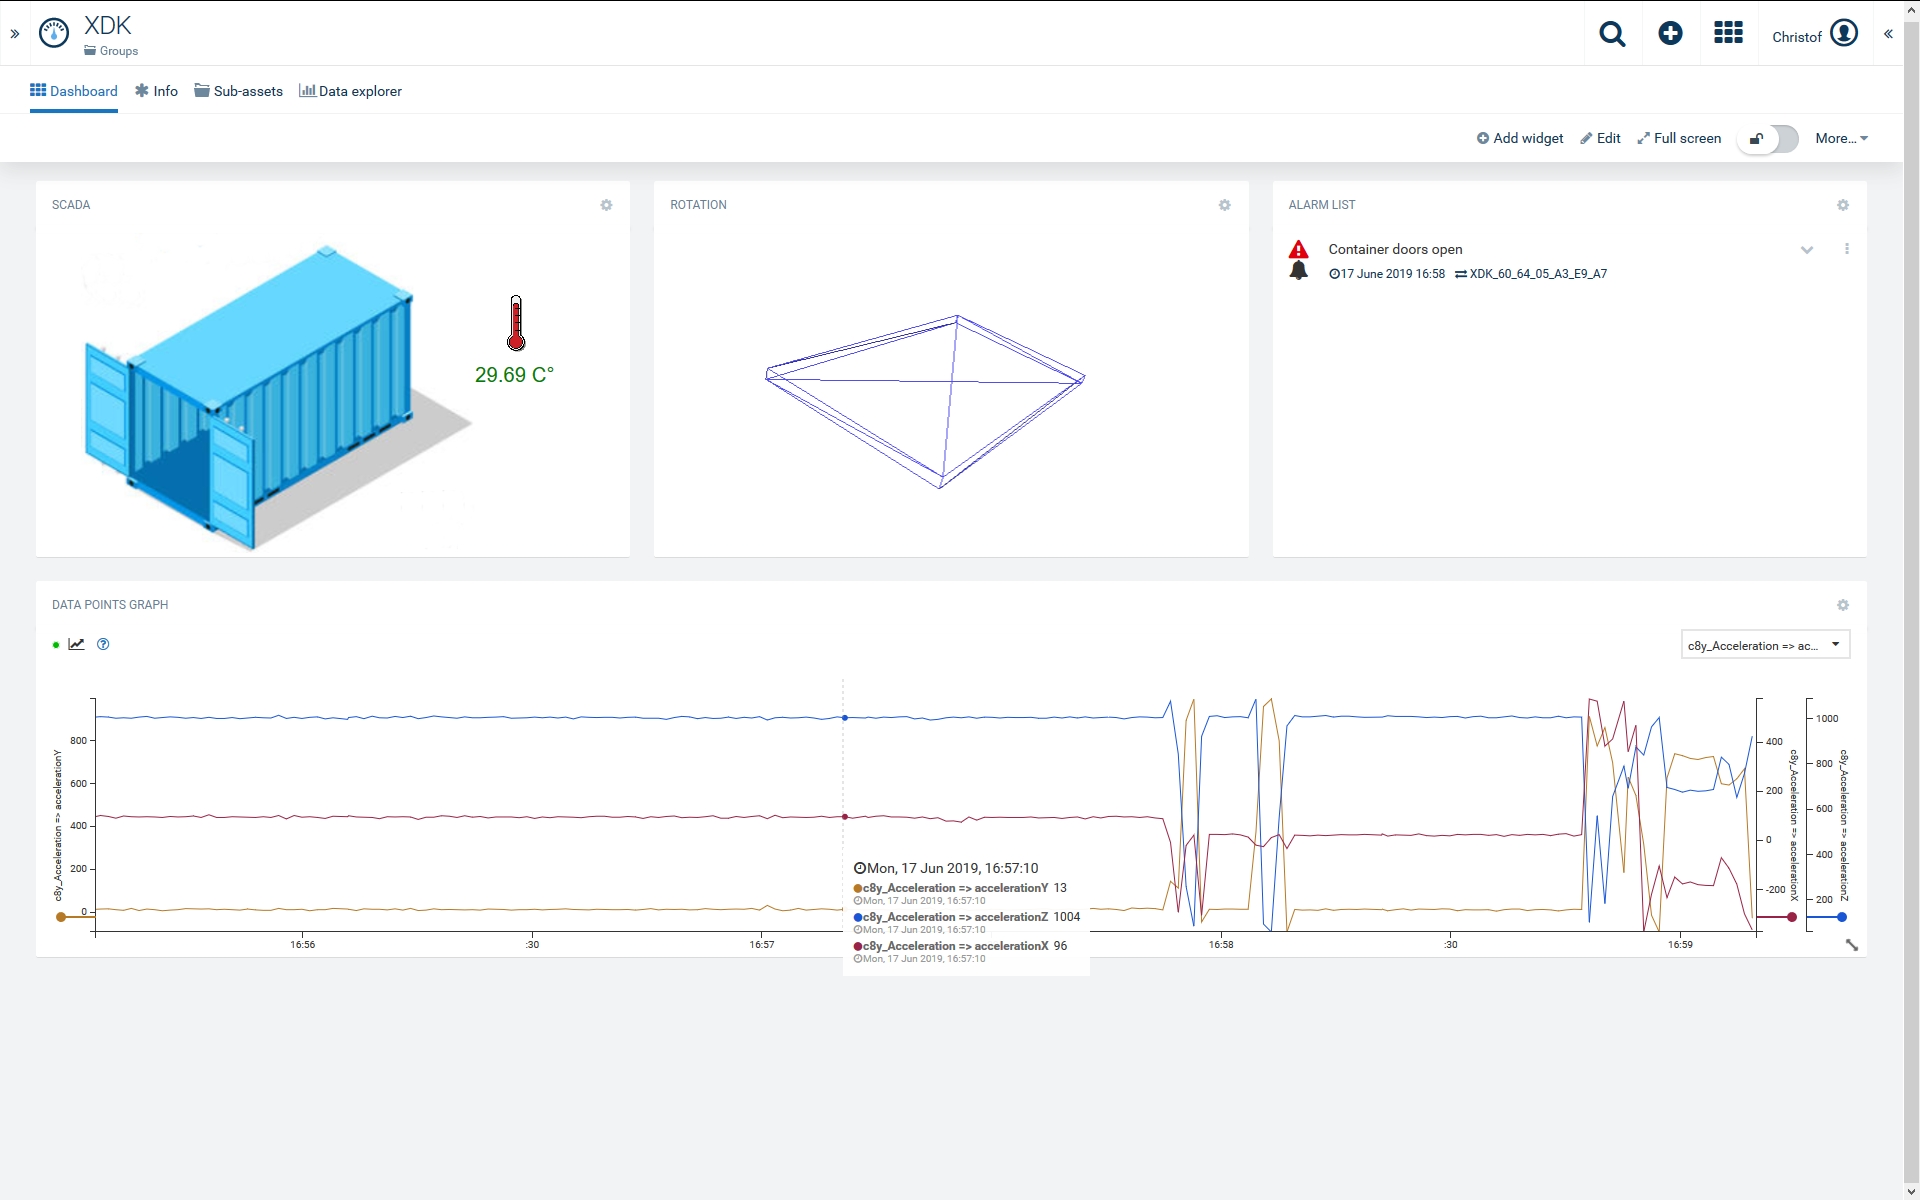 XDK
Groups
Christof
Dashboard Info Sub-assets Data explorer
Add widget Edit Full screen More...
SCADA
29.69 C°
ROTATION
ALARM LIST
Container doors open
17 June 2019 16:58 XDK_60_64_05_A3_E9_A7
DATA POINTS GRAPH
c8y_Acceleration => ac...
c8y_Acceleration => accelerationY
800
600
400
200
0
16:56 :30 16:57 16:58 :30 16:59
Mon, 17 Jun 2019, 16:57:10
c8y_Acceleration => accelerationY 13
Mon, 17 Jun 2019, 16:57:10
c8y_Acceleration => accelerationZ 1004
Mon, 17 Jun 2019, 16:57:10
c8y_Acceleration => accelerationX 96
Mon, 17 Jun 2019, 16:57:10
400
200
0
-200
c8y_Acceleration => accelerationX
1000
800
600
400
200
c8y_Acceleration => accelerationZ